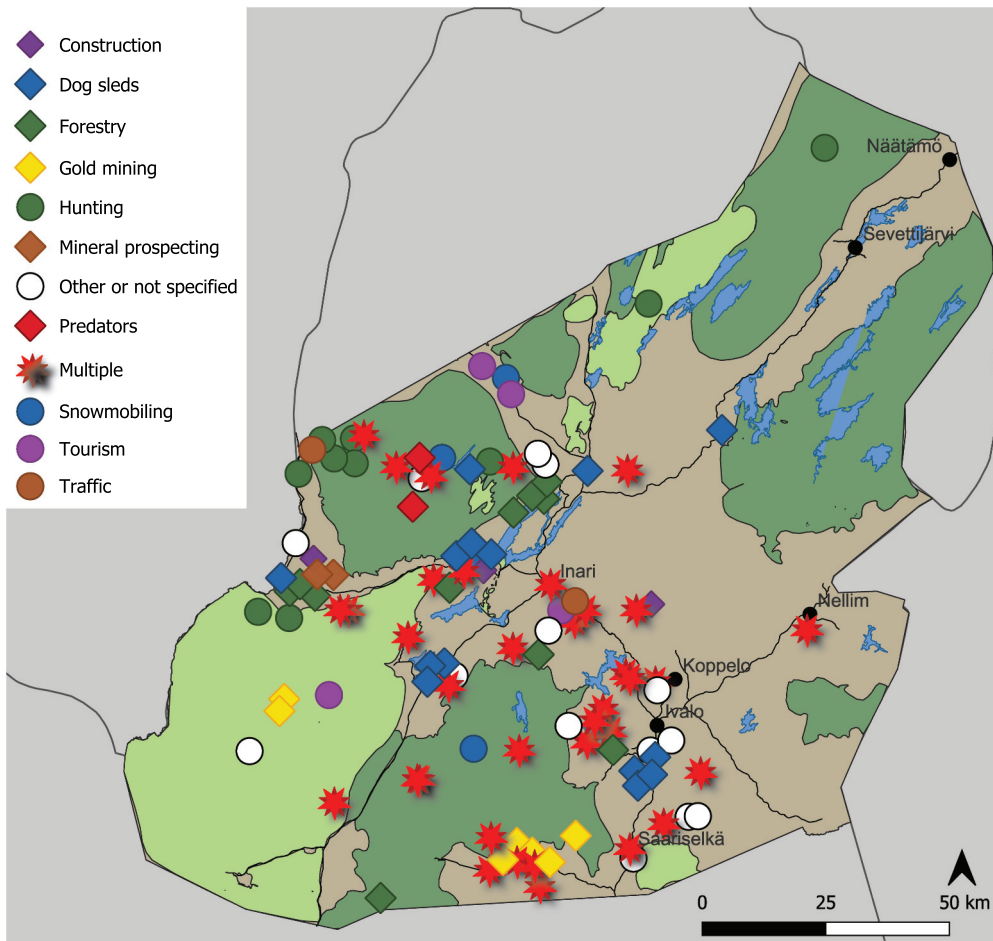 Construction
Dog sleds
Forestry
Gold mining
Hunting
Mineral prospecting
Other or not specified
Predators
Multiple
Snowmobiling
Tourism
Traffic
Näätämö
Sevettijärvi
Inari
Nellim
Koppelo
Ivalo
Saariselkä
0 25 50 km